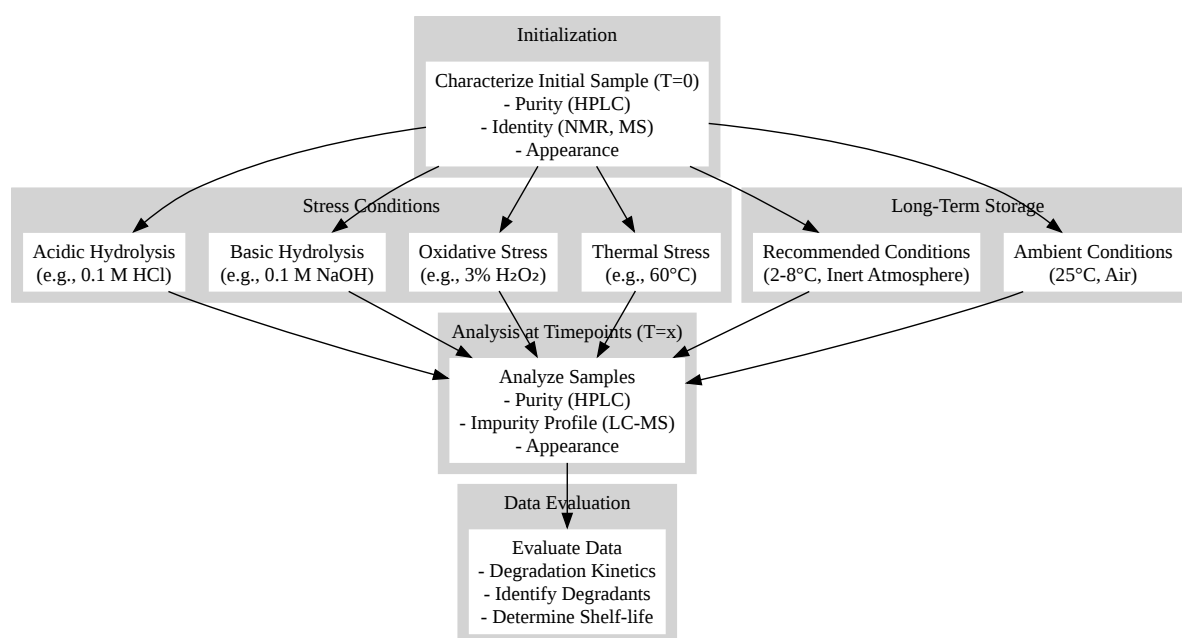 Initialization
Characterize Initial Sample (T=0)
- Purity (HPLC)
- Identity (NMR, MS)
- Appearance
Stress Conditions
Long-Term Storage
Acidic Hydrolysis
(e.g., 0.1 M HCl)
Basic Hydrolysis
(e.g., 0.1 M NaOH)
Oxidative Stress
(e.g., 3% H₂O₂)
Thermal Stress
(e.g., 60°C)
Recommended Conditions
(2-8°C, Inert Atmosphere)
Ambient Conditions
(25°C, Air)
Analysis at Timepoints (T=x)
Analyze Samples
- Purity (HPLC)
- Impurity Profile (LC-MS)
- Appearance
Data Evaluation
Evaluate Data
- Degradation Kinetics
- Identify Degradants
- Determine Shelf-life